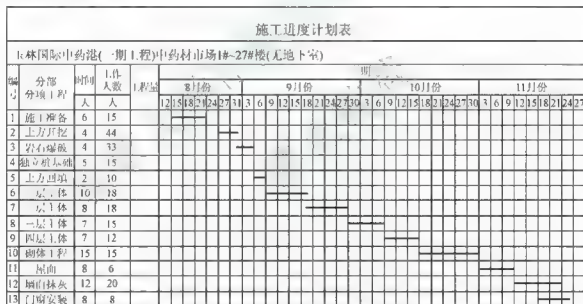 施工进度计划表
林国际中药港(一期工程)中药材市场1#~27#楼(无地下室)
编号 分部分项工程 时间 工作人数 工程量 期
8月份 9月份 10月份 11月份
人 人 12 15 18 21 24 27 31 3 6 9 12 15 18 21 24 27 30 3 6 9 12 15 18 21 24 27 30 3 6 9 12 15 18 21 24 27
1 施工准备 6 15
2 土方开挖 4 44
3 岩石爆破 4 33
4 独立桩基础 5 15
5 土方回填 2 10
6 层主体 10 18
7 层主体 8 18
8 三层主体 7 15
9 四层主体 7 12
10 砌体工程 15 15
11 屋面 8 6
12 墙面抹灰 12 20
13 门窗安装 8 8